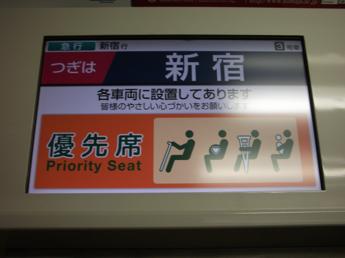 急行 新宿行 3号車
つぎは 新宿
各車両に設置してあります
皆様のやさしい心づかいをお願いします
優先席
Priority Seat